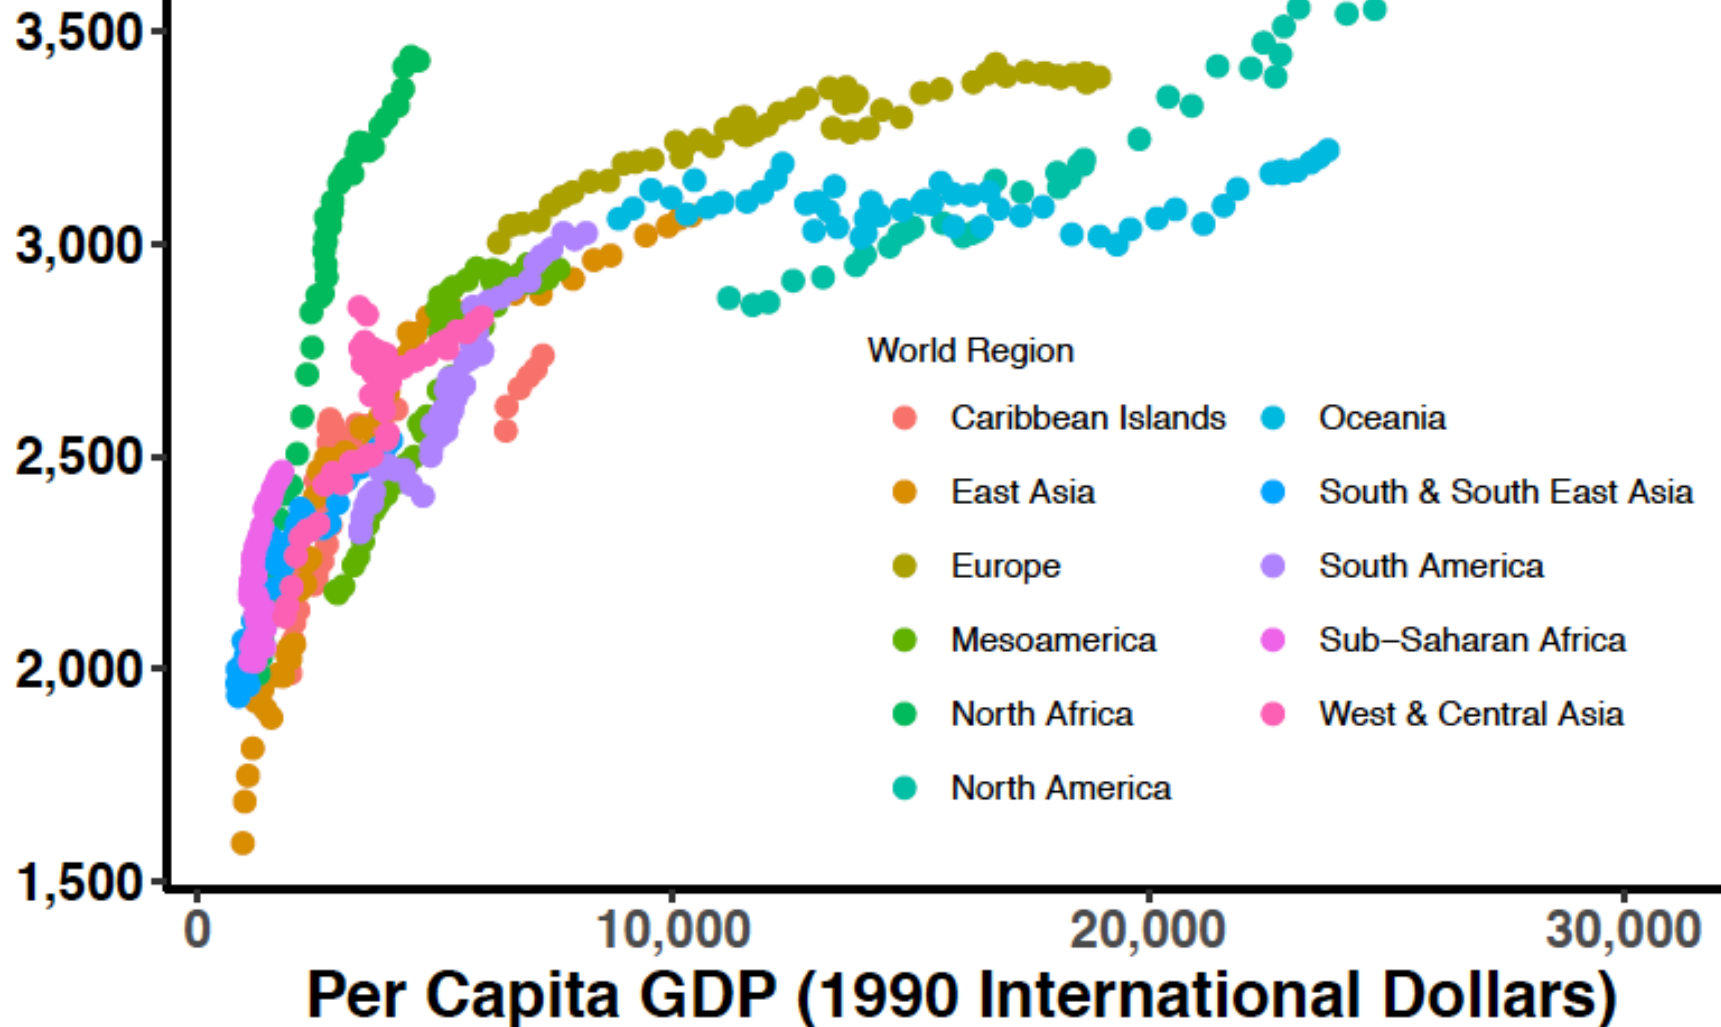 3,500
3,000
2,500
2,000
1,500
World Region
Caribbean Islands
East Asia
Europe
Mesoamerica
North Africa
North America
Oceania
South & South East Asia
South America
Sub−Saharan Africa
West & Central Asia
0 10,000 20,000 30,000
Per Capita GDP (1990 International Dollars)